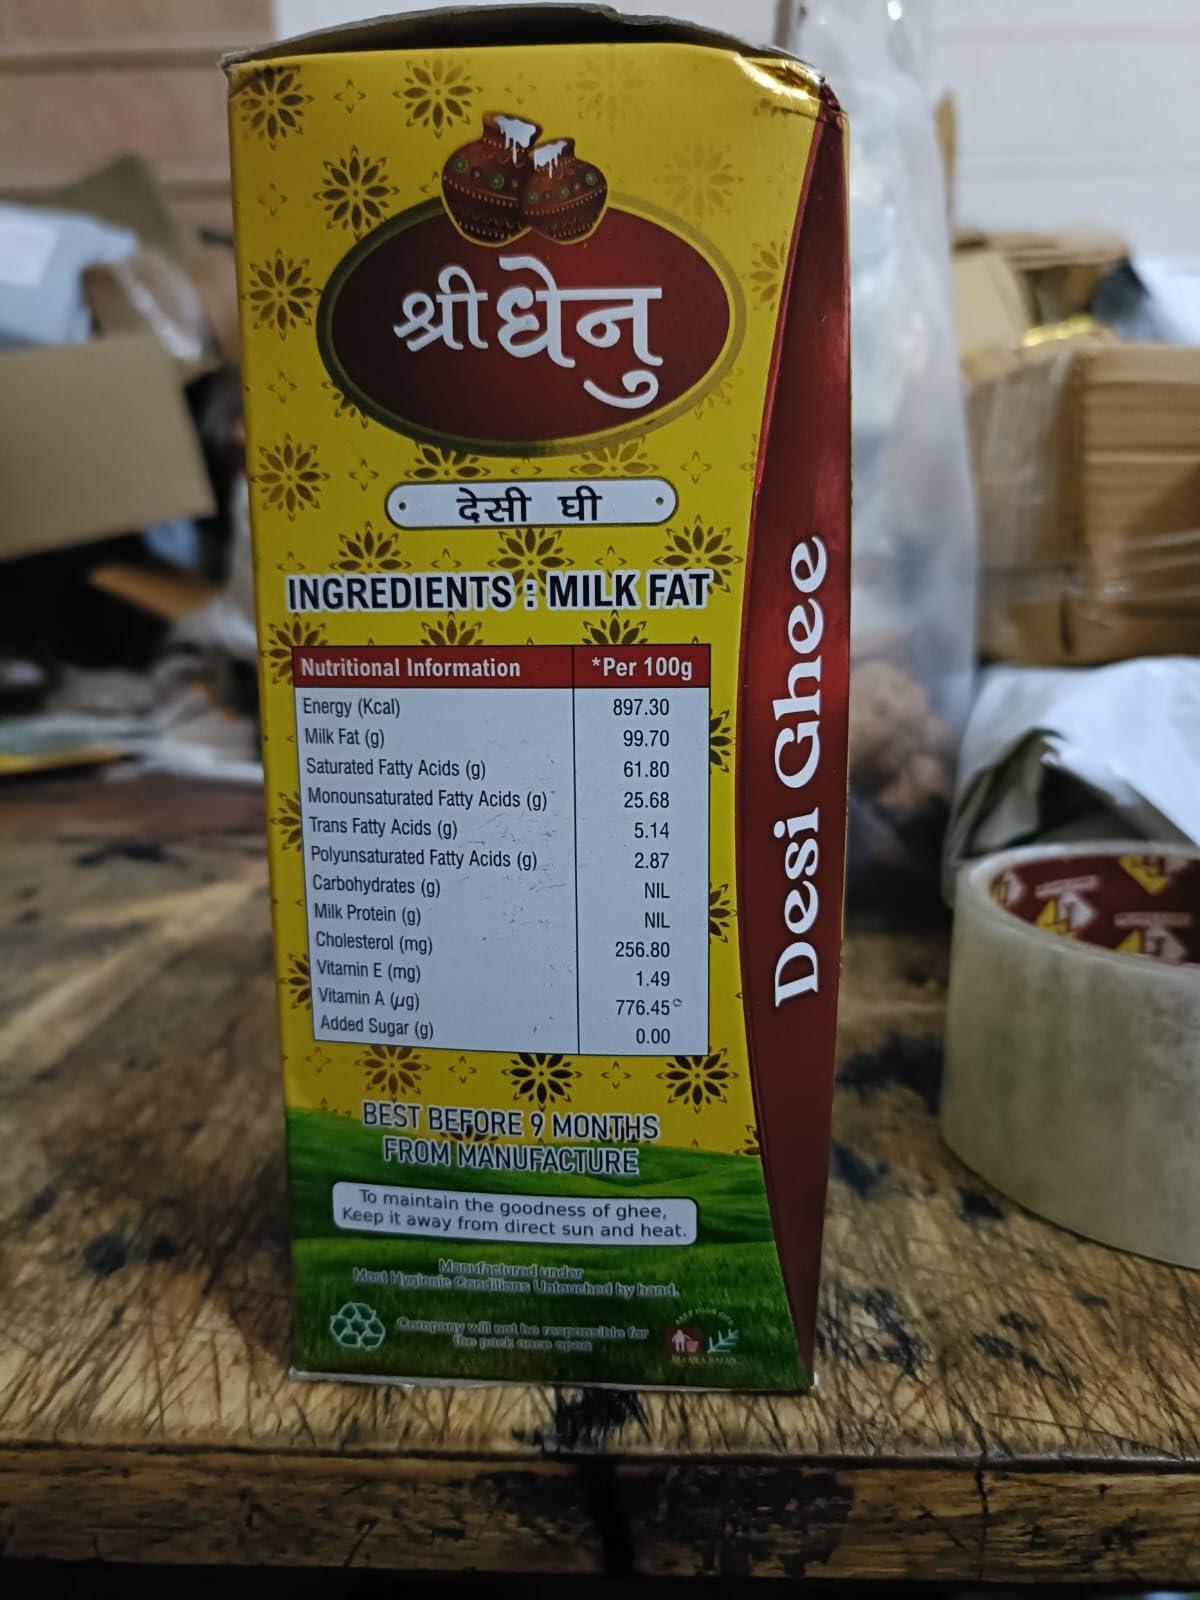 श्रीधेनु
देसी घी
INGREDIENTS : MILK FAT
Nutritional Information *Per 100g
Energy (Kcal) 897.30
Milk Fat (g) 99.70
Saturated Fatty Acids (g) 61.80
Monounsaturated Fatty Acids (g) 25.68
Trans Fatty Acids (g) 5.14
Polyunsaturated Fatty Acids (g) 2.87
Carbohydrates (g) NIL
Milk Protein (g) NIL
Cholesterol (mg) 256.80
Vitamin E (mg) 1.49
Vitamin A (µg) 776.45
Added Sugar (g) 0.00
BEST BEFORE 9 MONTHS
FROM MANUFACTURE
To maintain the goodness of ghee,
Keep it away from direct sun and heat.
Manufactured under
Most Hygienic Conditions Untouched by hand.
Company will not be responsible for
the pack once open
KEEP YOUR CITY
Desi Ghee